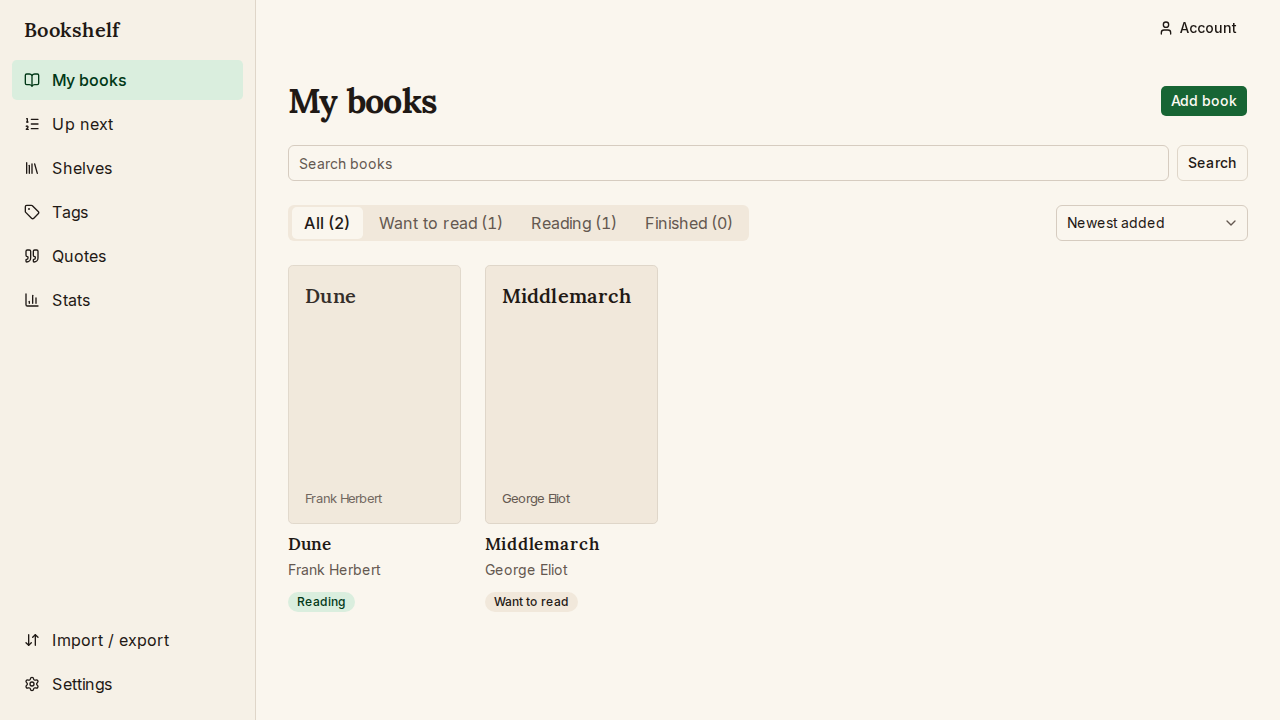 Bookshelf
My books
Up next
Shelves
Tags
Quotes
Stats
Import / export
Settings
Account
My books
Add book
Search books
Search
All (2)
Want to read (1)
Reading (1)
Finished (0)
Newest added
Dune
Frank Herbert
Dune
Frank Herbert
Reading
Middlemarch
George Eliot
Middlemarch
George Eliot
Want to read